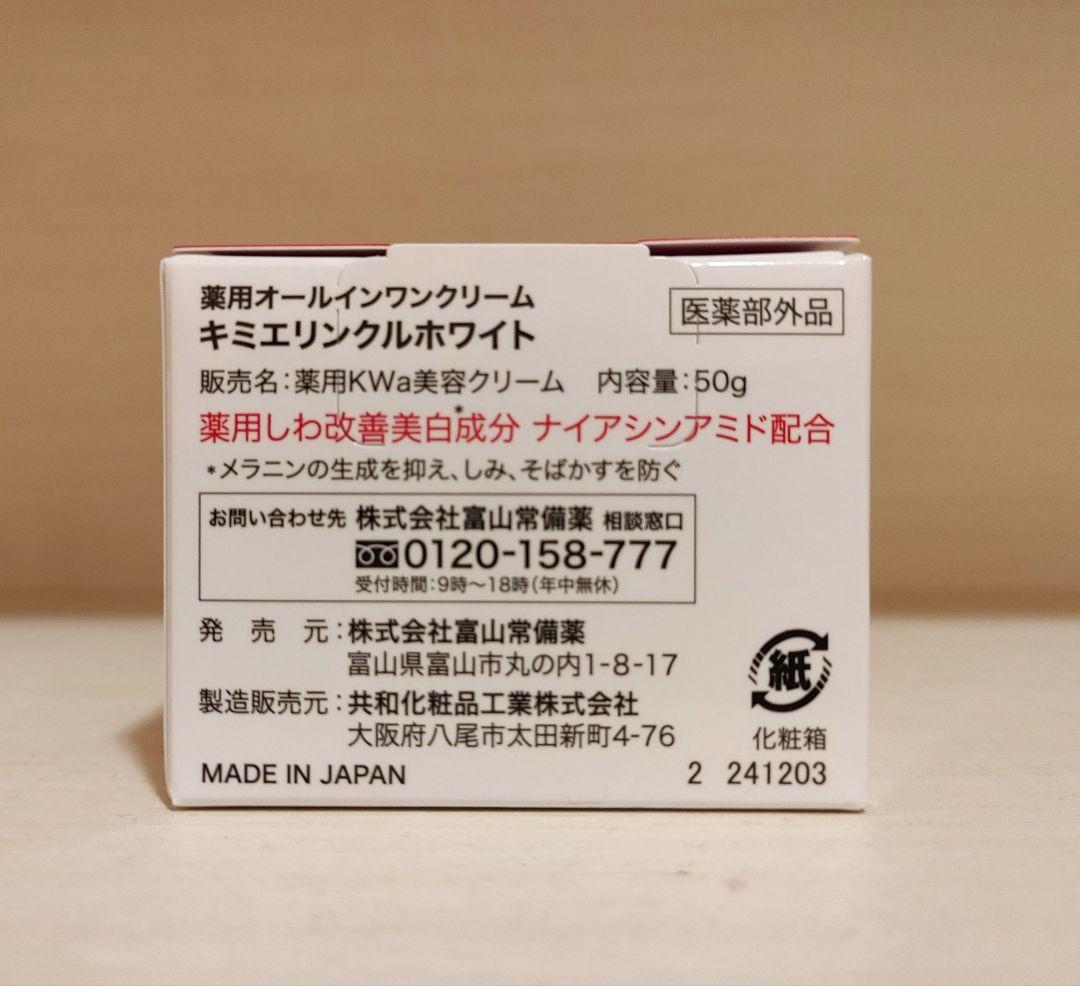 薬用オールインワンクリーム
キミエリンクルホワイト
医薬部外品
販売名:薬用KWa美容クリーム 内容量:50g
薬用しわ改善美白*成分 ナイアシンアミド配合
*メラニンの生成を抑え、しみ、そばかすを防ぐ
お問い合わせ先 株式会社富山常備薬 相談窓口
0120-158-777
受付時間:9時〜18時(年中無休)
発売元:株式会社富山常備薬
富山県富山市丸の内1-8-17
製造販売元:共和化粧品工業株式会社
大阪府八尾市太田新町4-76
紙
化粧箱
MADE IN JAPAN
2 241203